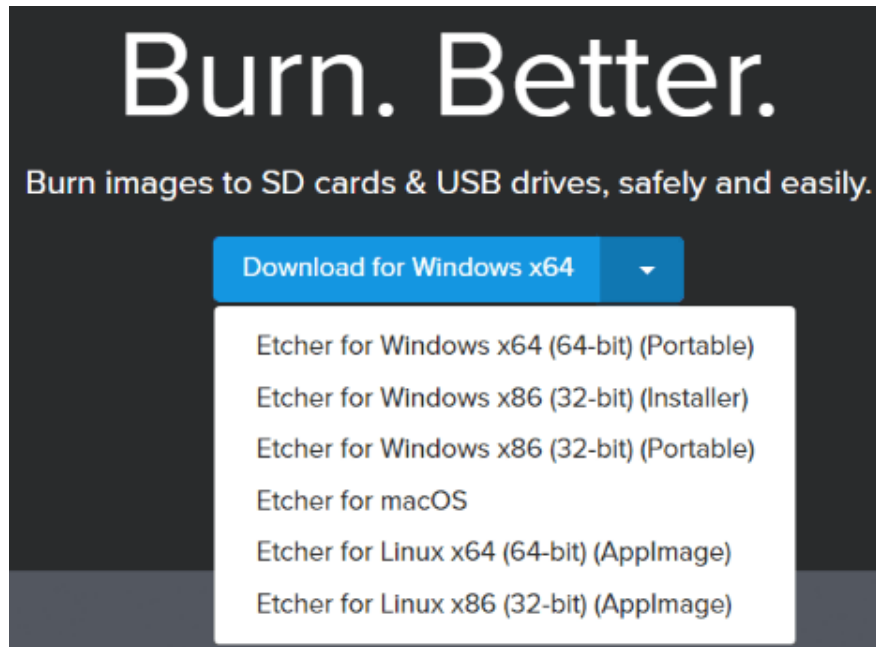 Burn. Better.
Burn images to SD cards & USB drives, safely and easily.
Download for Windows x64
Etcher for Windows x64 (64-bit) (Portable)
Etcher for Windows x86 (32-bit) (Installer)
Etcher for Windows x86 (32-bit) (Portable)
Etcher for macOS
Etcher for Linux x64 (64-bit) (AppImage)
Etcher for Linux x86 (32-bit) (AppImage)